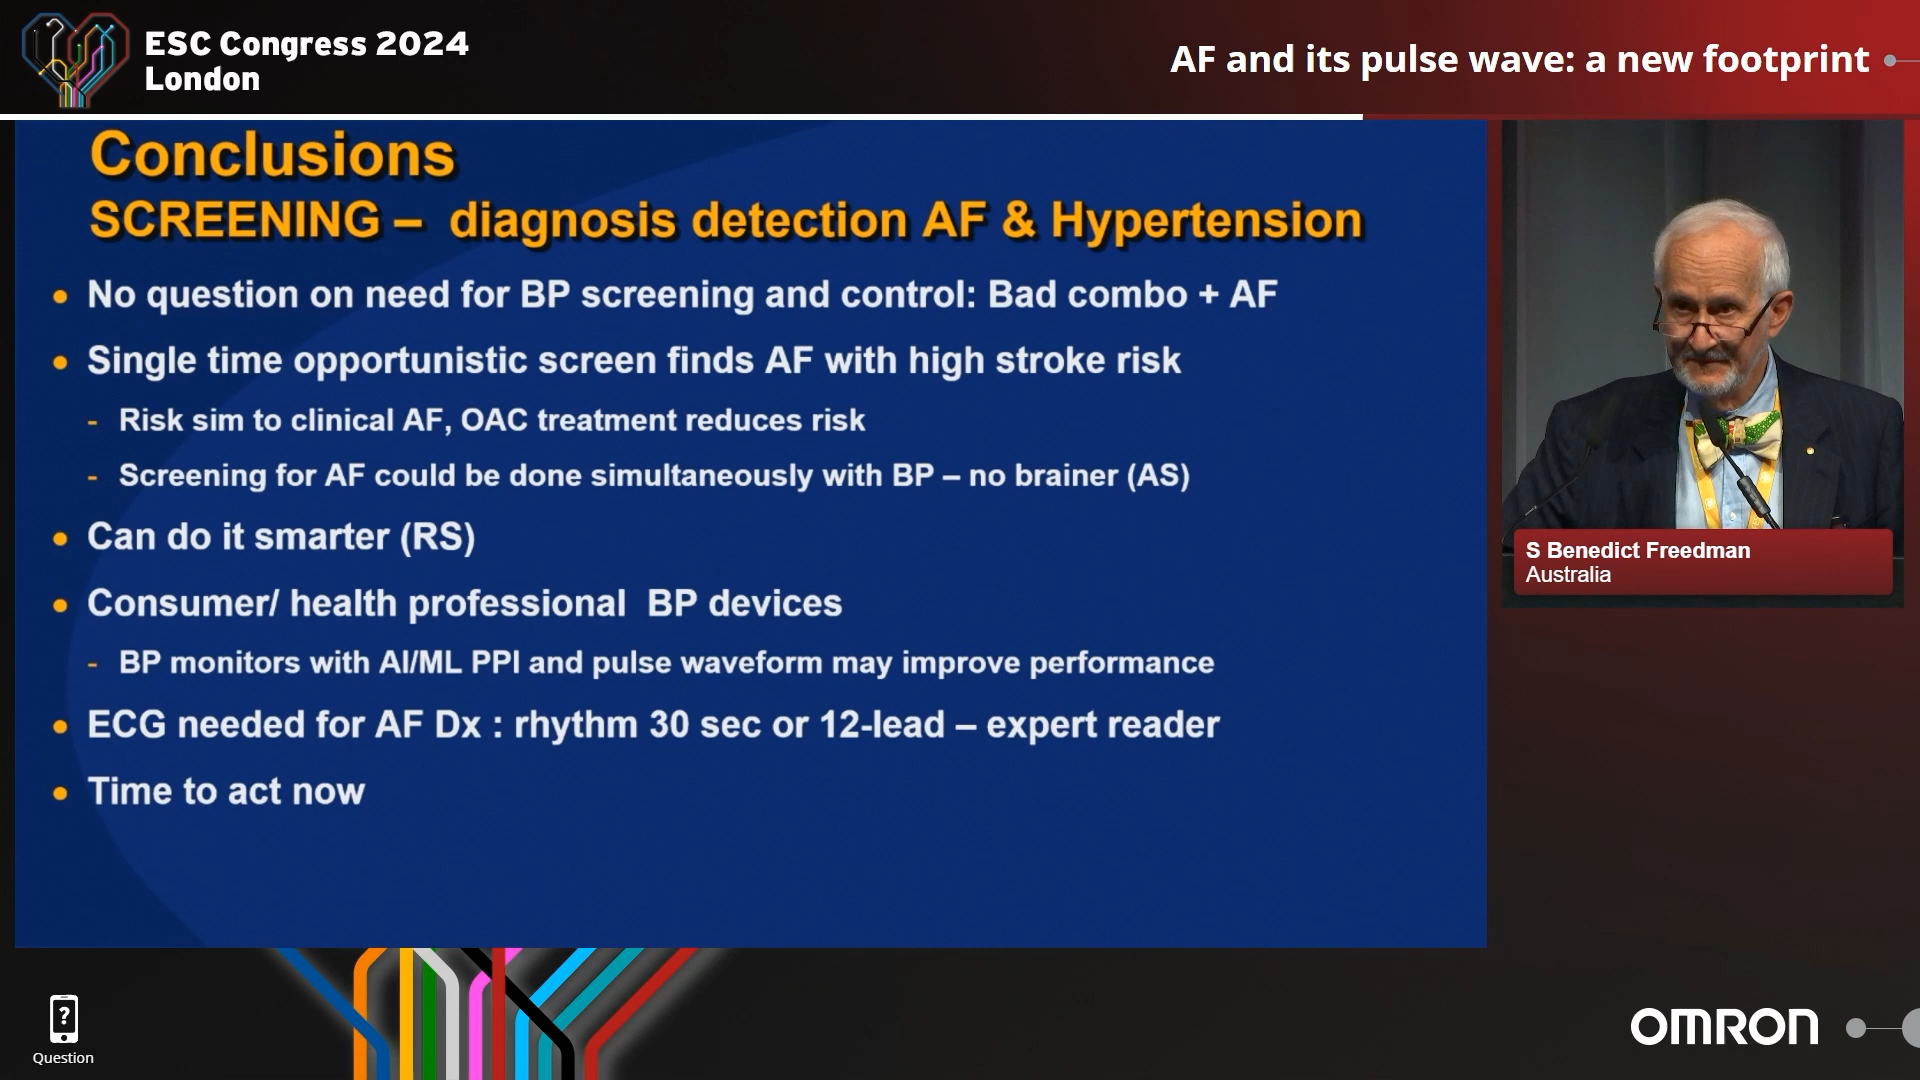 ESC Congress 2024
London
AF and its pulse wave: a new footprint
Conclusions
SCREENING – diagnosis detection AF & Hypertension
• No question on need for BP screening and control: Bad combo + AF
• Single time opportunistic screen finds AF with high stroke risk
- Risk sim to clinical AF, OAC treatment reduces risk
- Screening for AF could be done simultaneously with BP – no brainer (AS)
• Can do it smarter (RS)
• Consumer/ health professional BP devices
- BP monitors with AI/ML PPI and pulse waveform may improve performance
• ECG needed for AF Dx : rhythm 30 sec or 12-lead – expert reader
• Time to act now
S Benedict Freedman
Australia
?
Question
OMRON